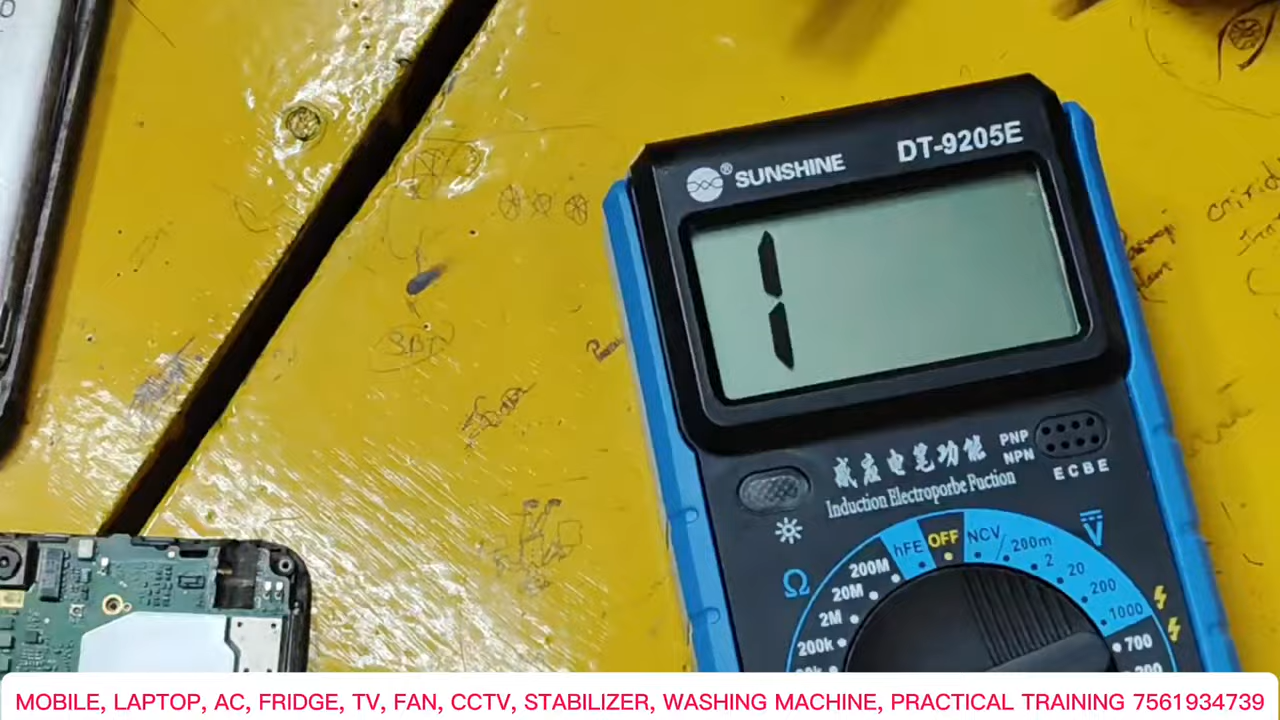 DT-9205E
® SUNSHINE
感应电笔功能
Induction Electroporbe Fuction
PNP
NPN
E C B E
hFE
OFF
NCV
200m
2
20
200
1000
700
V
Ω
200M
20M
2M
200k
MOBILE, LAPTOP, AC, FRIDGE, TV, FAN, CCTV, STABILIZER, WASHING MACHINE, PRACTICAL TRAINING 7561934739